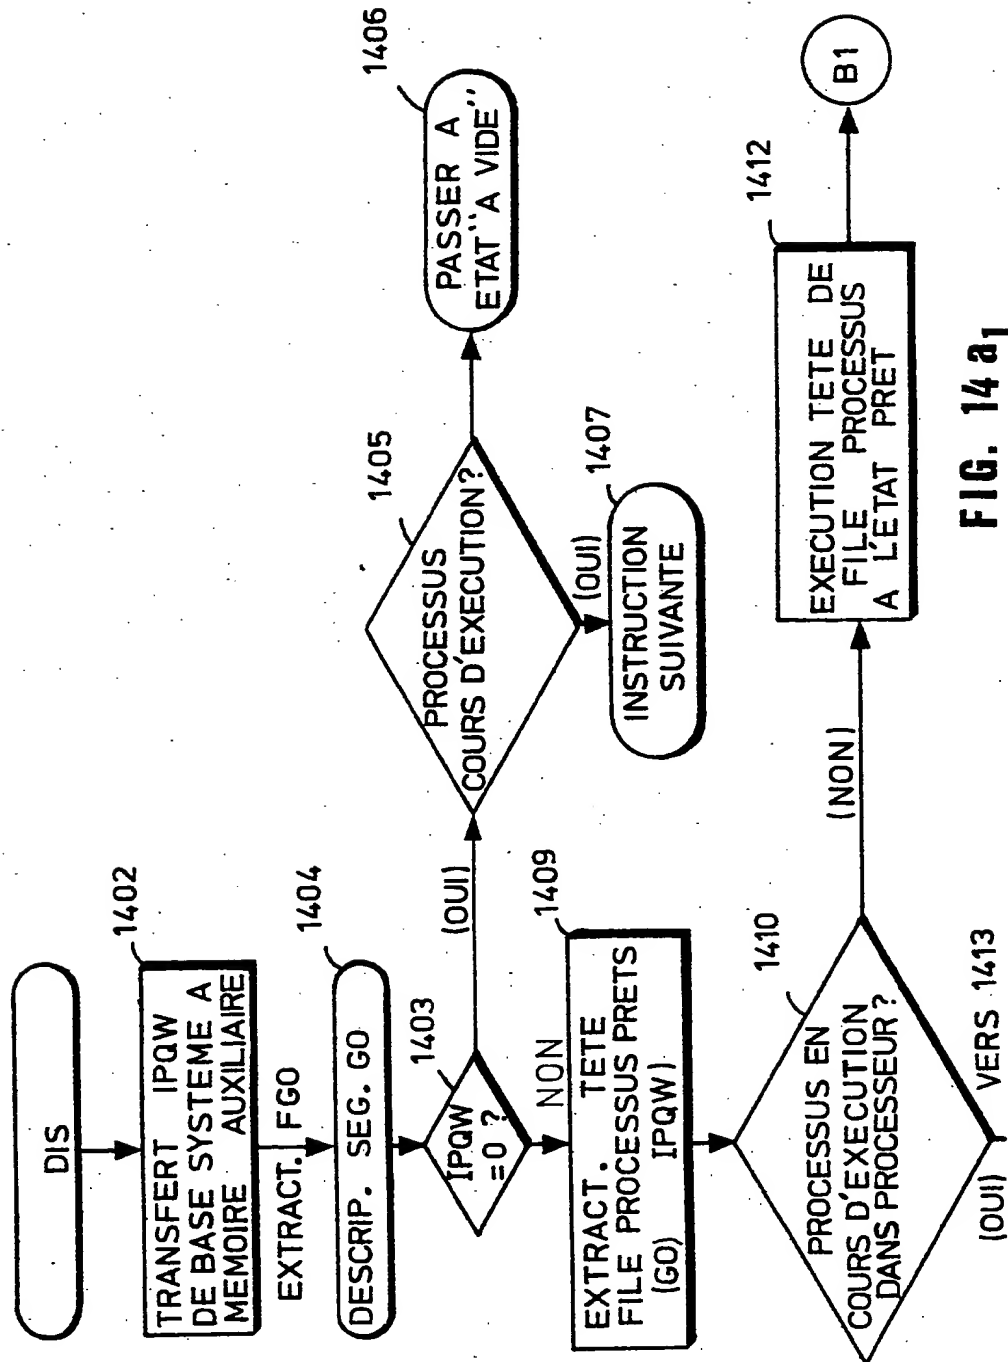 DIS
1402
TRANSFERT IPQW
DE BASE SYSTEME A
MEMOIRE AUXILIAIRE
EXTRACT. FGO
1404
DESCRIP. SEG. GO
1403
IPQW
=0 ?
(OUI)
1405
PROCESSUS
COURS D'EXECUTION?
1406
PASSER A
ETAT "A VIDE"
(OUI)
1407
INSTRUCTION
SUIVANTE
NON
1409
EXTRACT. TETE
FILE PROCESSUS PRETS
(GO) IPQW)
1410
PROCESSUS EN
COURS D'EXECUTION
DANS PROCESSEUR?
(NON)
1412
EXECUTION TETE DE
FILE PROCESSUS
A L'ETAT PRET
B1
(OUI)
VERS 1413
FIG. 14 a1